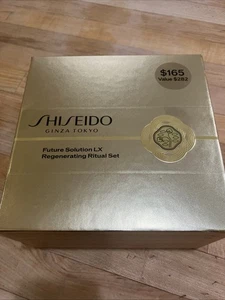 $165
Value $282
SHISEIDO
GINZA TOKYO
Future Solution LX
Regenerating Ritual Set